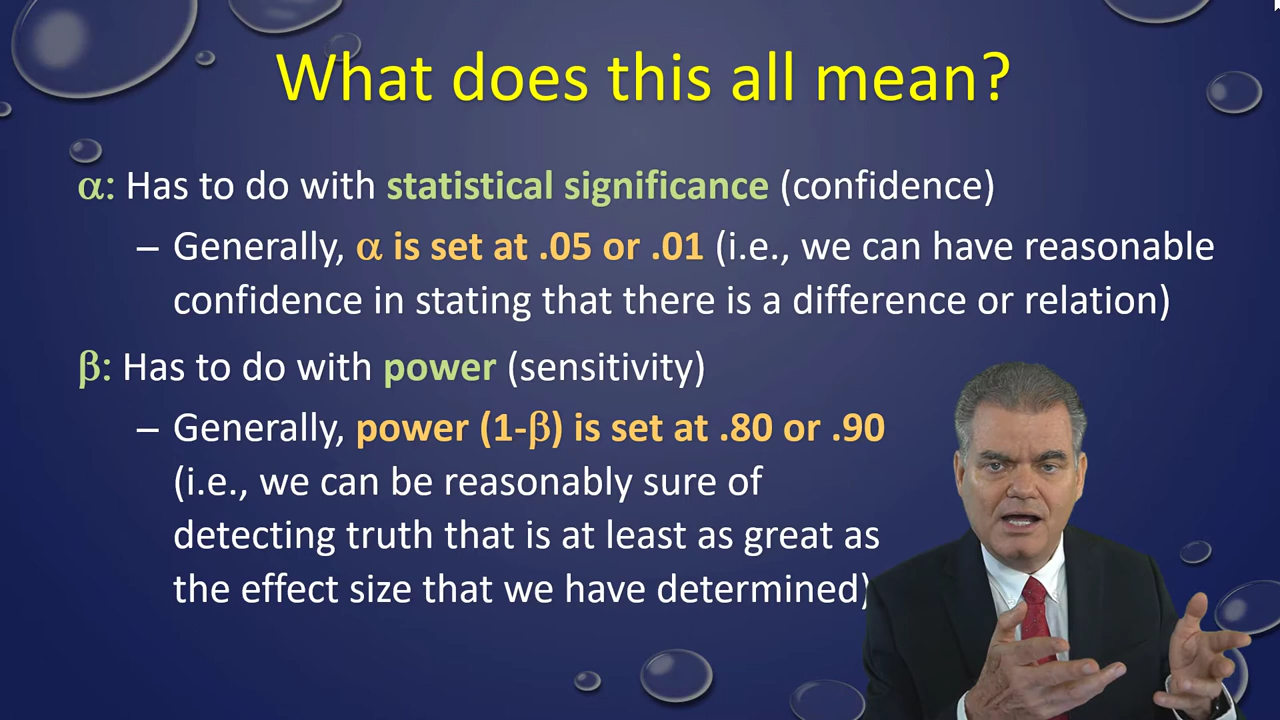 What does this all mean?
α: Has to do with statistical significance (confidence)
– Generally, α is set at .05 or .01 (i.e., we can have reasonable
confidence in stating that there is a difference or relation)
β: Has to do with power (sensitivity)
– Generally, power (1-β) is set at .80 or .90
(i.e., we can be reasonably sure of
detecting truth that is at least as great as
the effect size that we have determined)